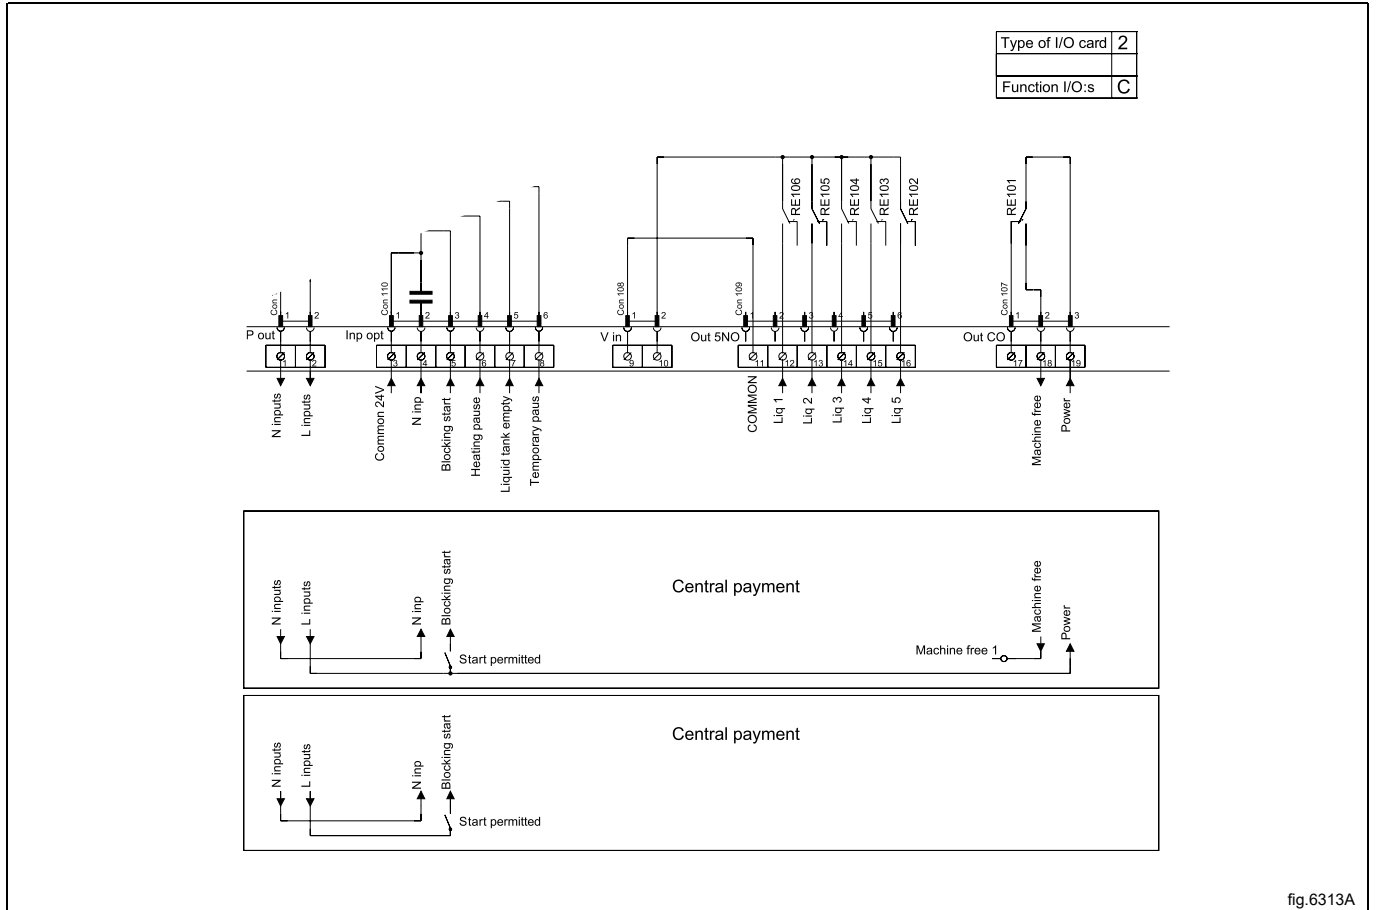 Type of I/O card 2
Function I/O:s C
RE106 RE105 RE104 RE103 RE102 RE101
Con Con 110 Con 108 Con 109 Con 107
1 2 1 2 3 4 5 6 1 2 1 2 3 4 5 6 1 2 3
P out Inp opt V in Out 5NO Out CO
1 2 3 4 5 6 7 8 9 10 11 12 13 14 15 16 17 18 19
N inputs
L inputs
Common 24V
N inp
Blocking start
Heating pause
Liquid tank empty
Temporary paus
COMMON
Liq 1
Liq 2
Liq 3
Liq 4
Liq 5
Machine free
Power
Central payment
N inputs
L inputs
N inp
Blocking start
Start permitted
Machine free 1
Machine free
Power
Central payment
N inputs
L inputs
N inp
Blocking start
Start permitted
fig.6313A